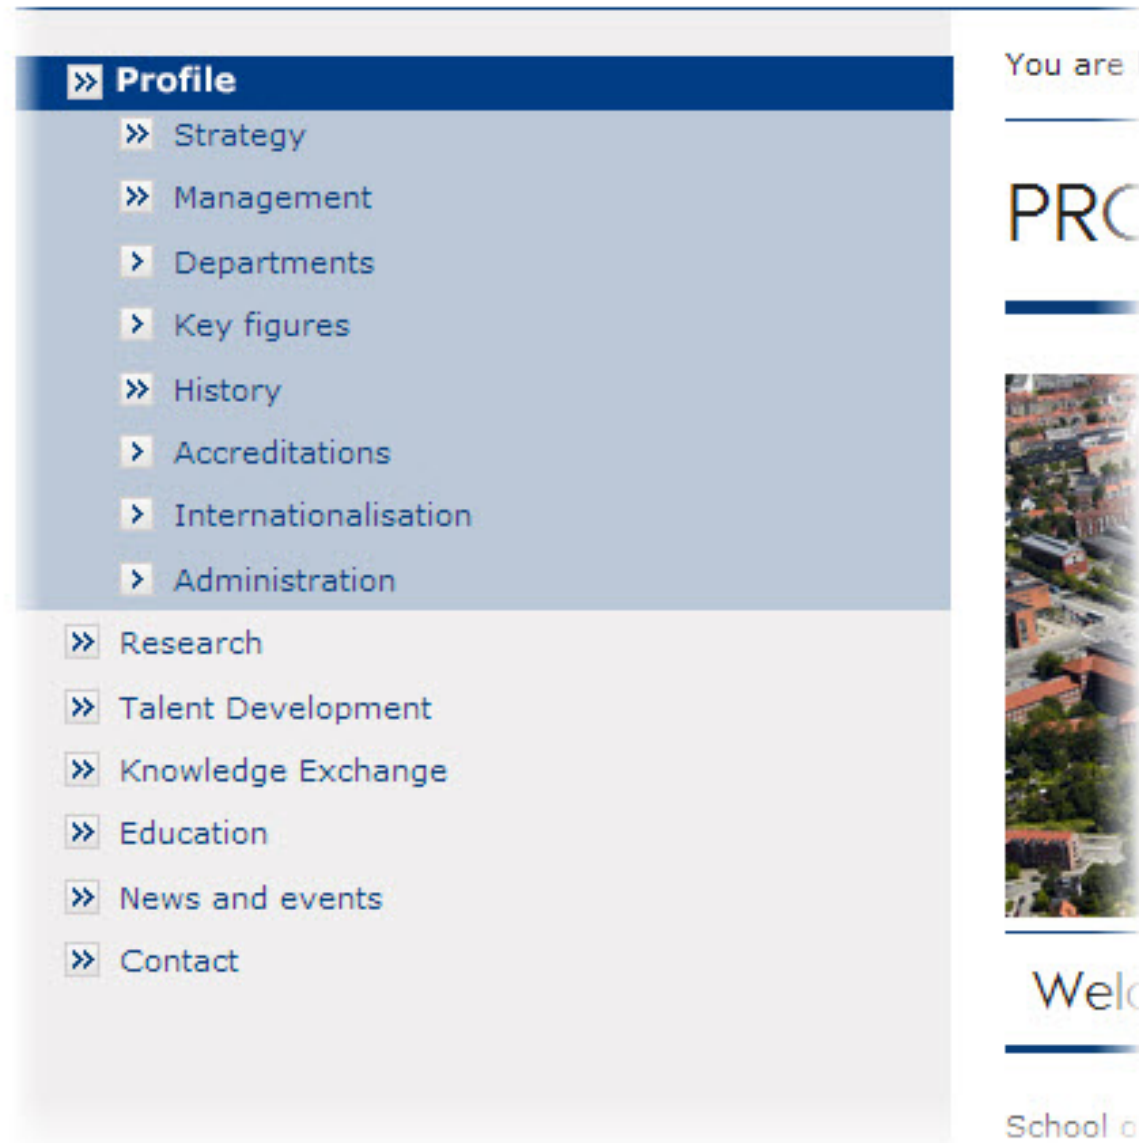 Profile
Strategy
Management
Departments
Key figures
History
Accreditations
Internationalisation
Administration
Research
Talent Development
Knowledge Exchange
Education
News and events
Contact
You are
School